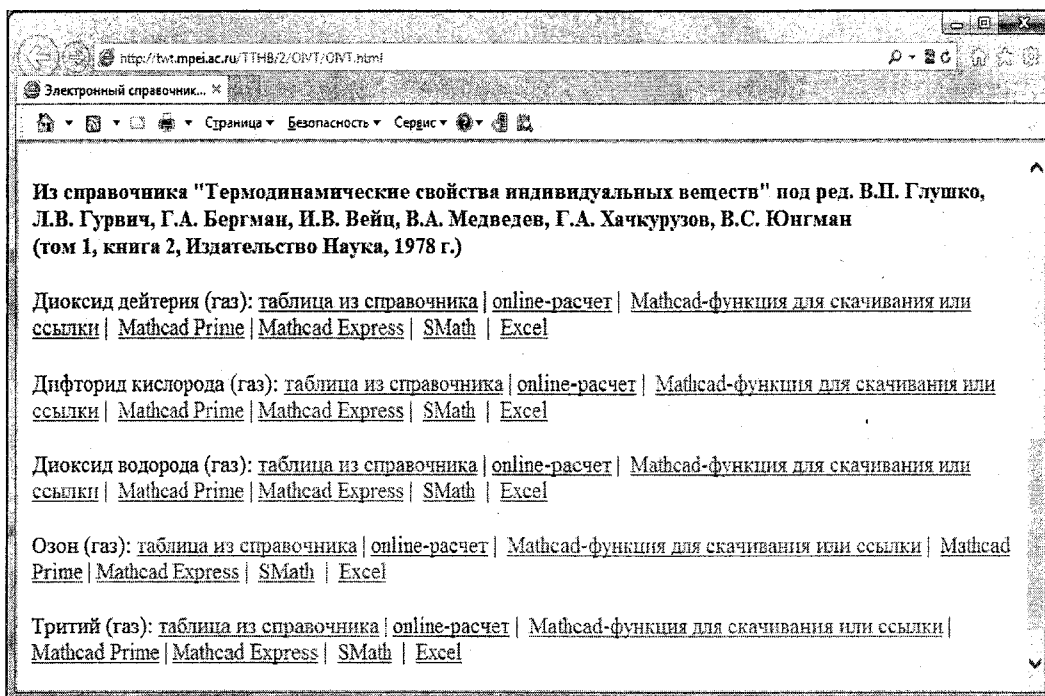 http://twt.mpei.ac.ru/TTHB/2/OIVT/OIVT.html
Электронный справочник...
Страница Безопасность Сервис
Из справочника "Термодинамические свойства индивидуальных веществ" под ред. В.П. Глушко,
Л.В. Гурвич, Г.А. Бергман, И.В. Вейц, В.А. Медведев, Г.А. Хачкурузов, В.С. Юнгман
(том 1, книга 2, Издательство Наука, 1978 г.)
Диоксид дейтерия (газ): таблица из справочника | online-расчет | Mathcad-функция для скачивания или
ссылки | Mathcad Prime | Mathcad Express | SMath | Excel
Дифторид кислорода (газ): таблица из справочника | online-расчет | Mathcad-функция для скачивания или
ссылки | Mathcad Prime | Mathcad Express | SMath | Excel
Диоксид водорода (газ): таблица из справочника | online-расчет | Mathcad-функция для скачивания или
ссылки | Mathcad Prime | Mathcad Express | SMath | Excel
Озон (газ): таблица из справочника | online-расчет | Mathcad-функция для скачивания или ссылки | Mathcad
Prime | Mathcad Express | SMath | Excel
Тритий (газ): таблица из справочника | online-расчет | Mathcad-функция для скачивания или ссылки |
Mathcad Prime | Mathcad Express | SMath | Excel